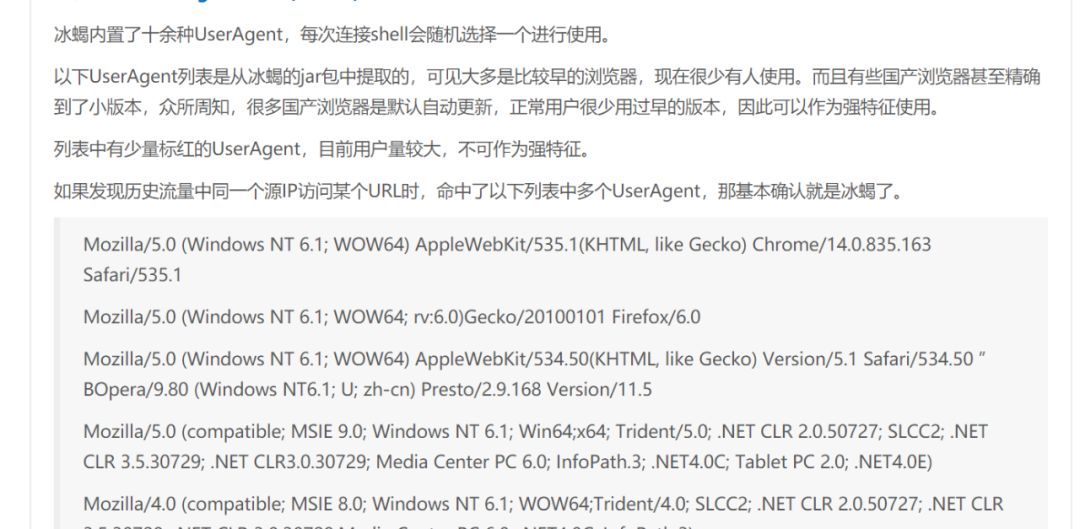 冰蝎内置了十余种UserAgent，每次连接shell会随机选择一个进行使用。
以下UserAgent列表是从冰蝎的jar包中提取的，可见大多是比较早的浏览器，现在很少有人使用。而且有些国产浏览器甚至精确
到了小版本，众所周知，很多国产浏览器是默认自动更新，正常用户很少用过早的版本，因此可以作为强特征使用。
列表中有少量标红的UserAgent，目前用户量较大，不可作为强特征。
如果发现历史流量中同一个源IP访问某个URL时，命中了以下列表中多个UserAgent，那基本确认就是冰蝎了。
Mozilla/5.0 (Windows NT 6.1; WOW64) AppleWebKit/535.1(KHTML, like Gecko) Chrome/14.0.835.163
Safari/535.1
Mozilla/5.0 (Windows NT 6.1; WOW64; rv:6.0)Gecko/20100101 Firefox/6.0
Mozilla/5.0 (Windows NT 6.1; WOW64) AppleWebKit/534.50(KHTML, like Gecko) Version/5.1 Safari/534.50 ”
BOpera/9.80 (Windows NT6.1; U; zh-cn) Presto/2.9.168 Version/11.5
Mozilla/5.0 (compatible; MSIE 9.0; Windows NT 6.1; Win64;x64; Trident/5.0; .NET CLR 2.0.50727; SLCC2; .NET
CLR 3.5.30729; .NET CLR3.0.30729; Media Center PC 6.0; InfoPath.3; .NET4.0C; Tablet PC 2.0; .NET4.0E)
Mozilla/4.0 (compatible; MSIE 8.0; Windows NT 6.1; WOW64;Trident/4.0; SLCC2; .NET CLR 2.0.50727; .NET CLR